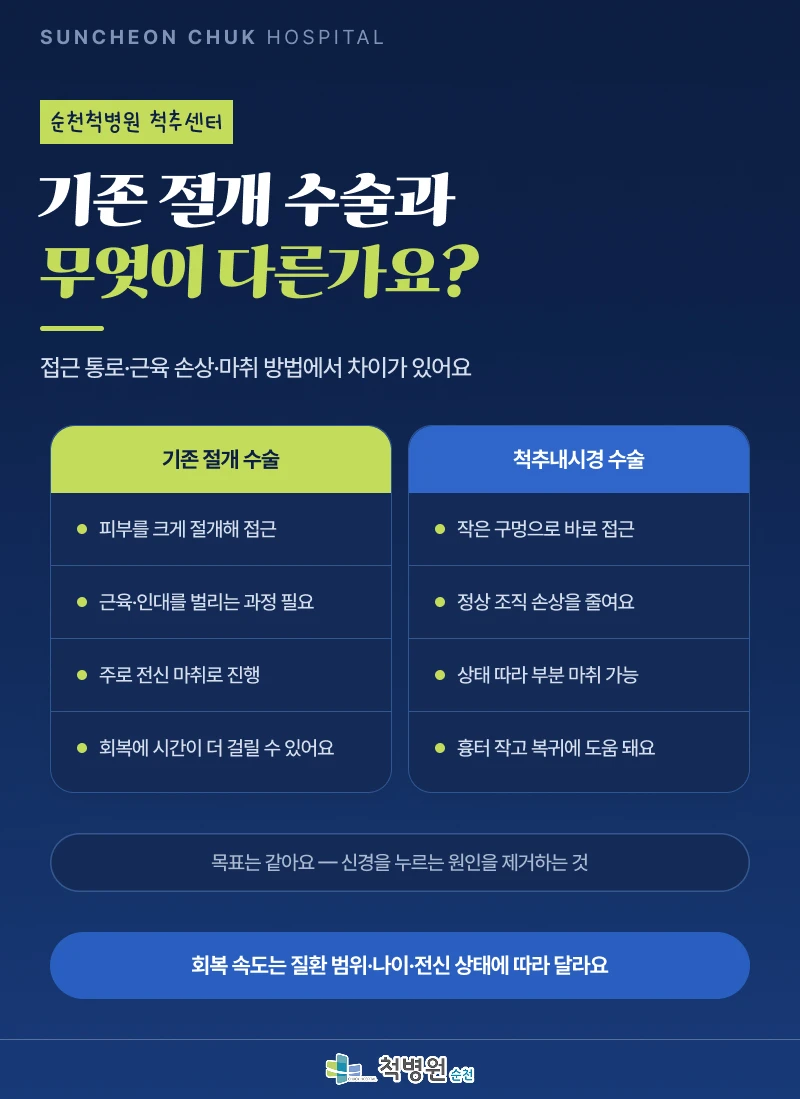 SUNCHEON CHUK HOSPITAL
순천척병원 척추센터
기존 절개 수술과
무엇이 다른가요?
접근 통로·근육 손상·마취 방법에서 차이가 있어요
기존 절개 수술
피부를 크게 절개해 접근
근육·인대를 벌리는 과정 필요
주로 전신 마취로 진행
회복에 시간이 더 걸릴 수 있어요
척추내시경 수술
작은 구멍으로 바로 접근
정상 조직 손상을 줄여요
상태 따라 부분 마취 가능
흉터 작고 복귀에 도움 돼요
목표는 같아요 — 신경을 누르는 원인을 제거하는 것
회복 속도는 질환 범위·나이·전신 상태에 따라 달라요
척병원 순천